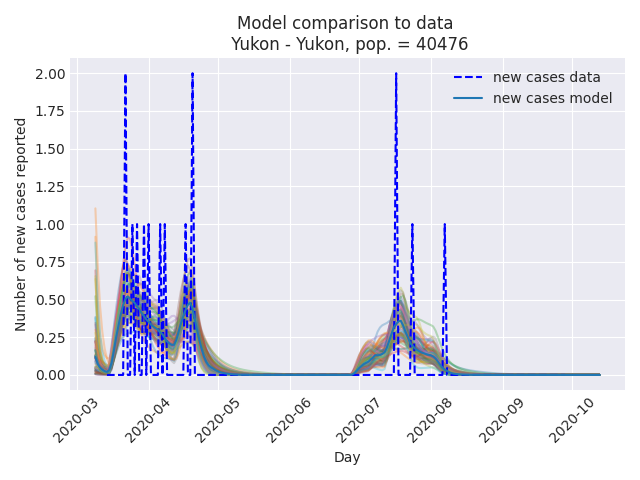 Model comparison to data
Yukon - Yukon, pop. = 40476
new cases data
new cases model
Number of new cases reported
2.00
1.75
1.50
1.25
1.00
0.75
0.50
0.25
0.00
2020-03
2020-04
2020-05
2020-06
2020-07
2020-08
2020-09
2020-10
Day